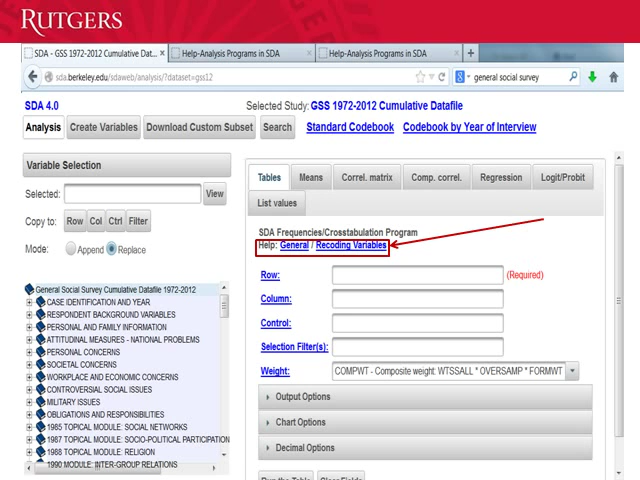 RUTGERS
SDA - GSS 1972-2012 Cumulative Dat... × Help-Analysis Programs in SDA × Help-Analysis Programs in SDA × +
sda.berkeley.edu/sdaweb/analysis/?dataset=gss12 general social survey
SDA 4.0 Selected Study: GSS 1972-2012 Cumulative Datafile
Analysis Create Variables Download Custom Subset Search Standard Codebook Codebook by Year of Interview
Variable Selection
Selected: View
Copy to: Row Col Ctrl Filter
Mode: Append Replace
General Social Survey Cumulative Datafile 1972-2012
CASE IDENTIFICATION AND YEAR
RESPONDENT BACKGROUND VARIABLES
PERSONAL AND FAMILY INFORMATION
ATTITUDINAL MEASURES - NATIONAL PROBLEMS
PERSONAL CONCERNS
SOCIETAL CONCERNS
WORKPLACE AND ECONOMIC CONCERNS
CONTROVERSIAL SOCIAL ISSUES
MILITARY ISSUES
OBLIGATIONS AND RESPONSIBILITIES
1985 TOPICAL MODULE: SOCIAL NETWORKS
1987 TOPICAL MODULE: SOCIO-POLITICAL PARTICIPATION
1988 TOPICAL MODULE: RELIGION
1990 MODULE: INTER-GROUP RELATIONS
Tables Means Correl. matrix Comp. correl. Regression Logit/Probit
List values
SDA Frequencies/Crosstabulation Program
Help: General / Recoding Variables
Row: (Required)
Column:
Control:
Selection Filter(s):
Weight: COMPWT - Composite weight: WTSSALL * OVERSAMP * FORMWT
Output Options
Chart Options
Decimal Options
Run the Table Clear Fields